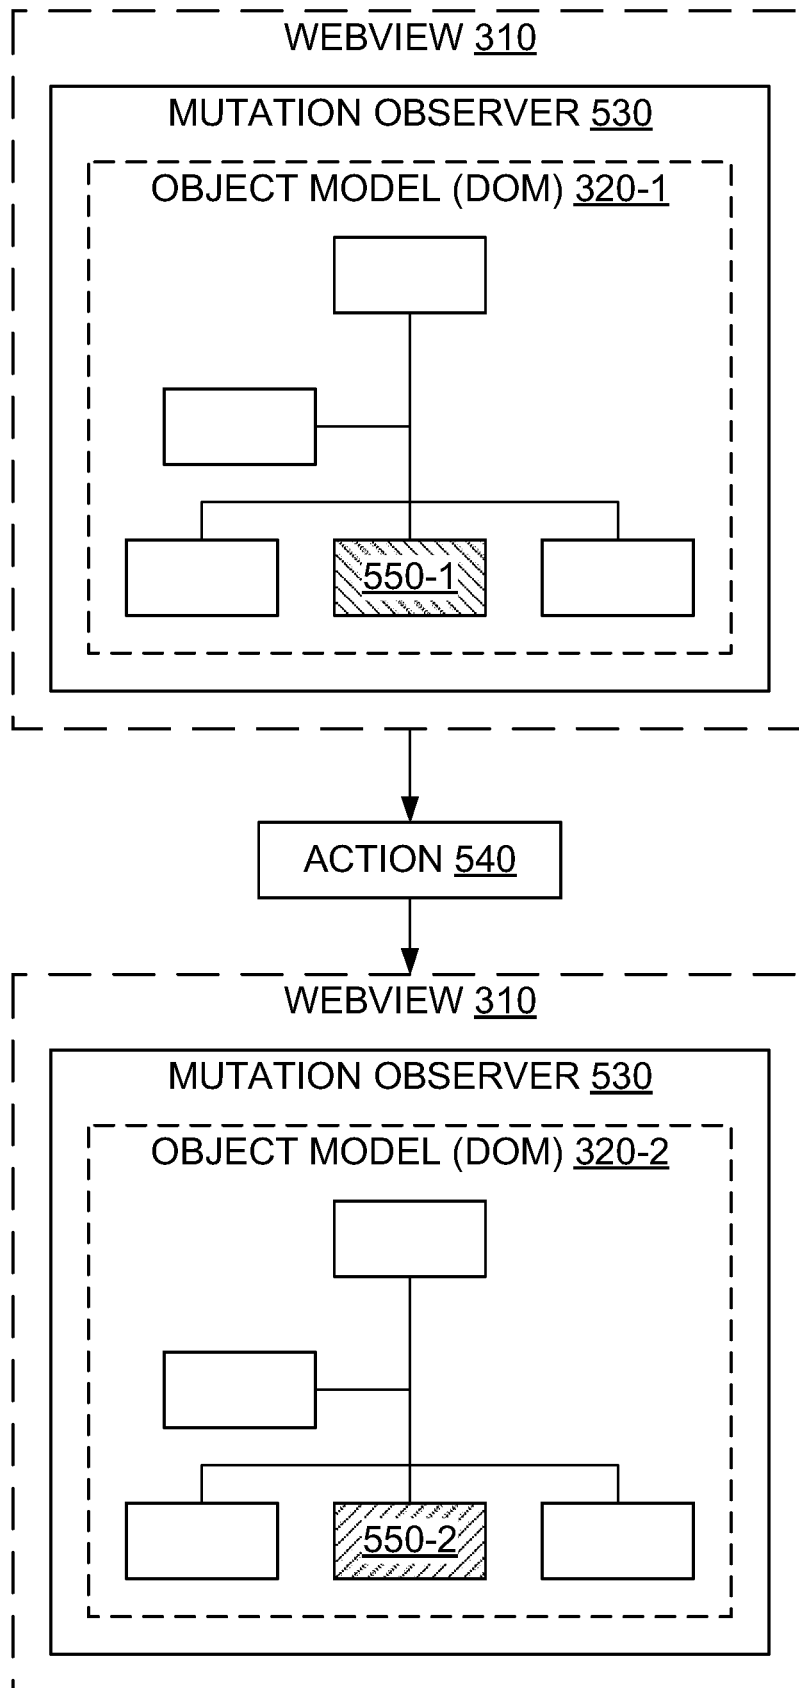 WEBVIEW 310
MUTATION OBSERVER 530
OBJECT MODEL (DOM) 320-1
550-1
ACTION 540
WEBVIEW 310
MUTATION OBSERVER 530
OBJECT MODEL (DOM) 320-2
550-2